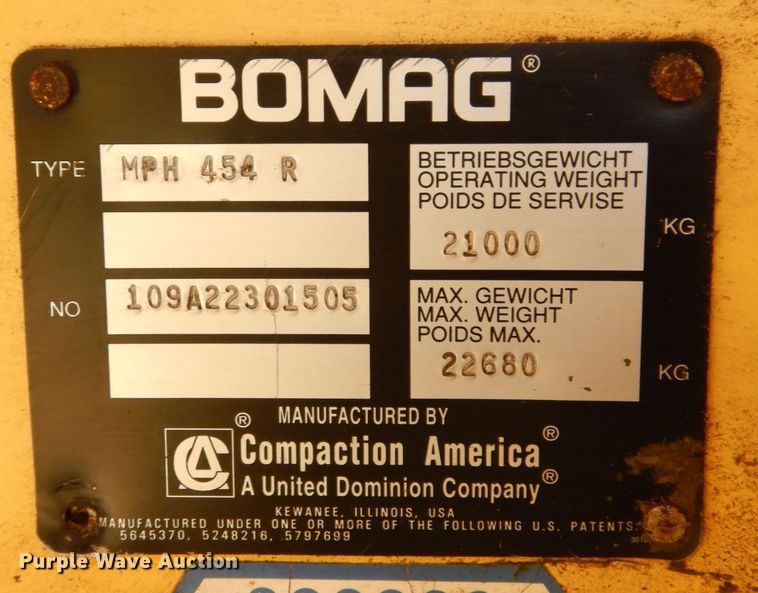 BOMAG®
TYPE MPH 454 R
BETRIEBSGEWICHT
OPERATING WEIGHT
POIDS DE SERVISE
21000 KG
NO 109A22301505
MAX. GEWICHT
MAX. WEIGHT
POIDS MAX.
22680 KG
MANUFACTURED BY
® Compaction America®
CA A United Dominion Company®
KEWANEE, ILLINOIS, USA
MANUFACTURED UNDER ONE OR MORE OF THE FOLLOWING U.S. PATENTS:
5645370, 5248216, 5797699
Purple Wave Auction